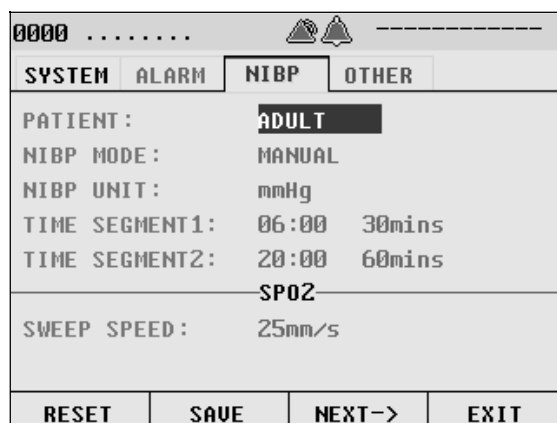 0000 ........ -------------
SYSTEM ALARM NIBP OTHER
PATIENT: ADULT
NIBP MODE: MANUAL
NIBP UNIT: mmHg
TIME SEGMENT1: 06:00 30mins
TIME SEGMENT2: 20:00 60mins
SPO2
SWEEP SPEED: 25mm/s
RESET SAVE NEXT-> EXIT